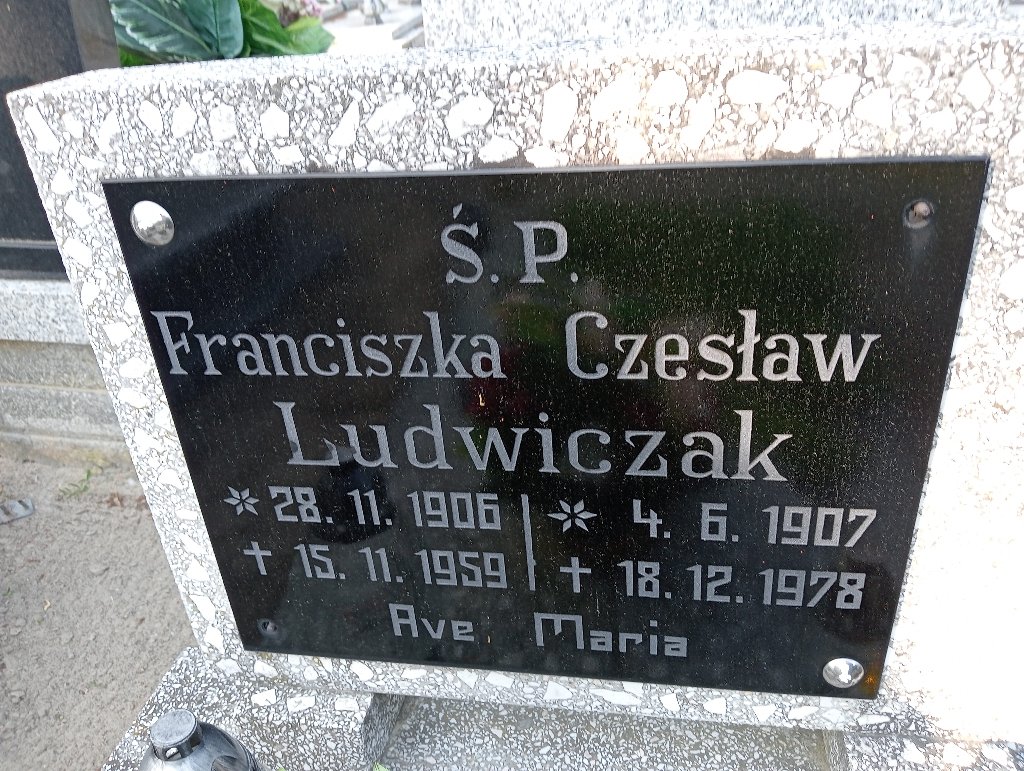 Ś.P.
Franciszka Czesław
Ludwiczak
* 28. 11. 1906 * 4. 6. 1907
† 15. 11. 1959 † 18. 12. 1978
Ave Maria